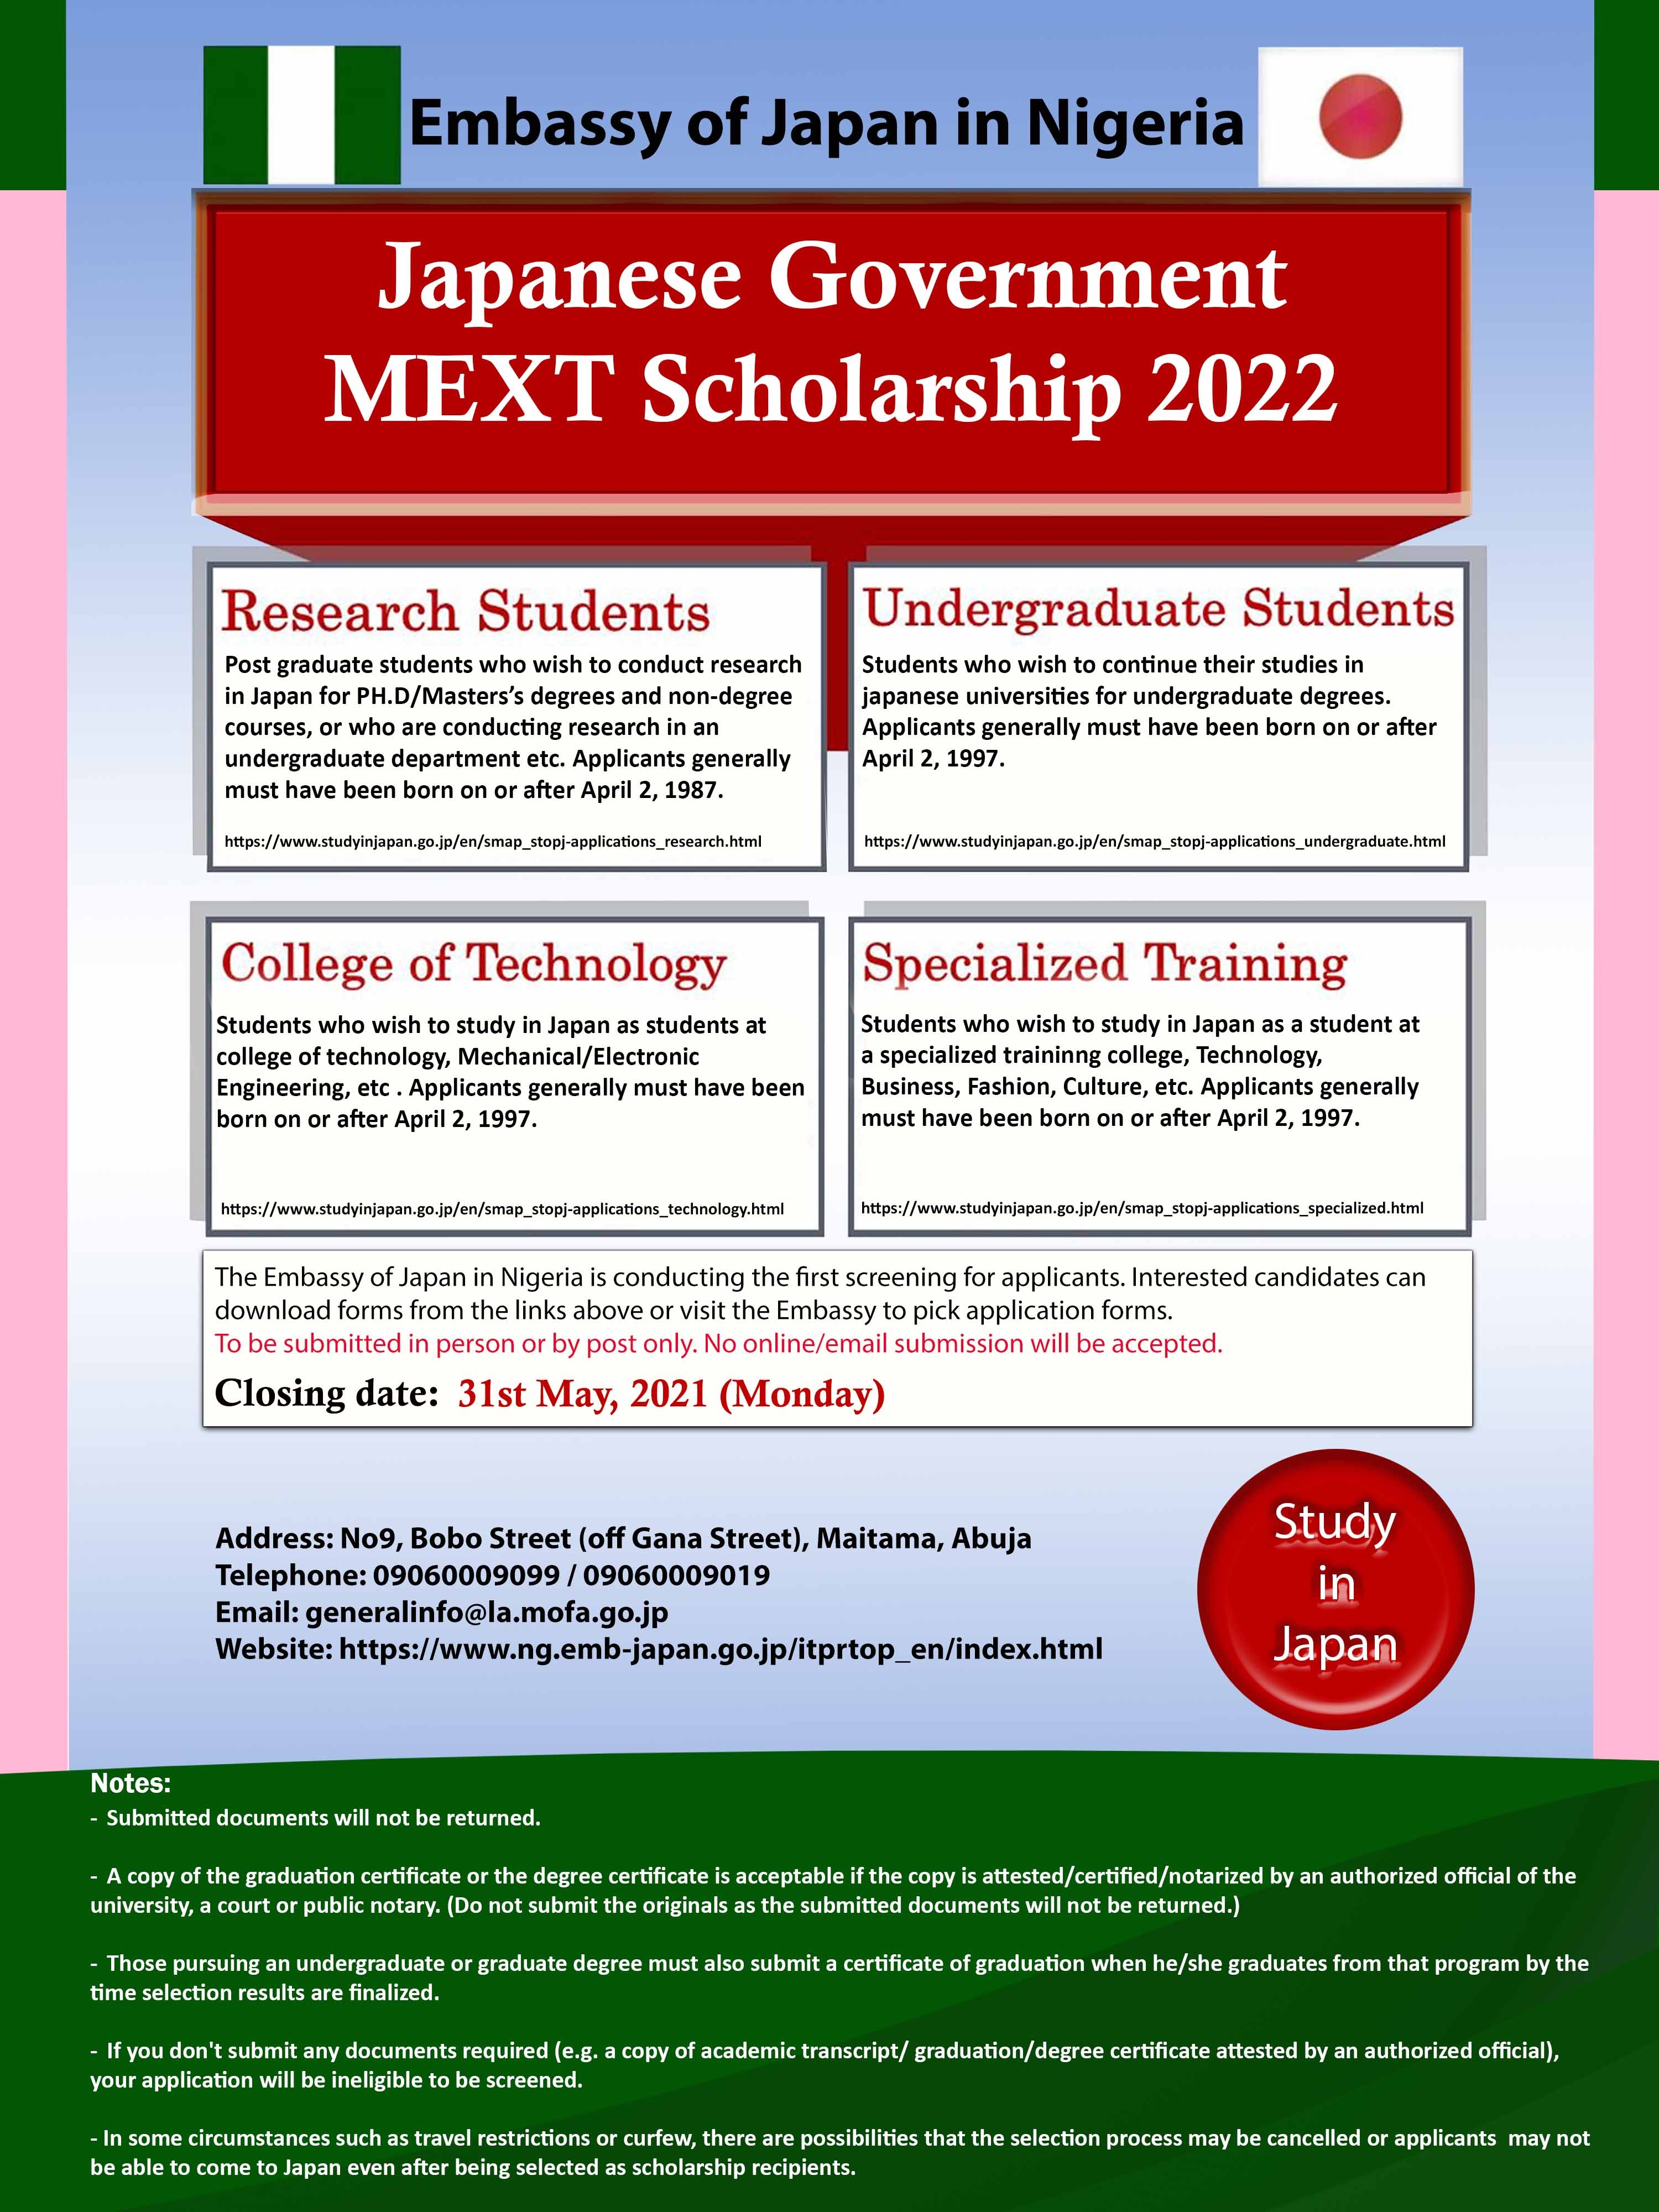 Embassy of Japan in Nigeria
Japanese Government
MEXT Scholarship 2022
Research Students
Post graduate students who wish to conduct research
in Japan for PH.D/Masters’s degrees and non-degree
courses, or who are conducting research in an
undergraduate department etc. Applicants generally
must have been born on or after April 2, 1987.
https://www.studyinjapan.go.jp/en/smap_stopj-applications_research.html
Undergraduate Students
Students who wish to continue their studies in
japanese universities for undergraduate degrees.
Applicants generally must have been born on or after
April 2, 1997.
https://www.studyinjapan.go.jp/en/smap_stopj-applications_undergraduate.html
College of Technology
Students who wish to study in Japan as students at
college of technology, Mechanical/Electronic
Engineering, etc . Applicants generally must have been
born on or after April 2, 1997.
https://www.studyinjapan.go.jp/en/smap_stopj-applications_technology.html
Specialized Training
Students who wish to study in Japan as a student at
a specialized traininng college, Technology,
Business, Fashion, Culture, etc. Applicants generally
must have been born on or after April 2, 1997.
https://www.studyinjapan.go.jp/en/smap_stopj-applications_specialized.html
The Embassy of Japan in Nigeria is conducting the first screening for applicants. Interested candidates can
download forms from the links above or visit the Embassy to pick application forms.
To be submitted in person or by post only. No online/email submission will be accepted.
Closing date: 31st May, 2021 (Monday)
Address: No9, Bobo Street (off Gana Street), Maitama, Abuja
Telephone: 09060009099 / 09060009019
Email: generalinfo@la.mofa.go.jp
Website: https://www.ng.emb-japan.go.jp/itprtop_en/index.html
Study
in
Japan
Notes:
- Submitted documents will not be returned.
- A copy of the graduation certificate or the degree certificate is acceptable if the copy is attested/certified/notarized by an authorized official of the
university, a court or public notary. (Do not submit the originals as the submitted documents will not be returned.)
- Those pursuing an undergraduate or graduate degree must also submit a certificate of graduation when he/she graduates from that program by the
time selection results are finalized.
- If you don't submit any documents required (e.g. a copy of academic transcript/ graduation/degree certificate attested by an authorized official),
your application will be ineligible to be screened.
- In some circumstances such as travel restrictions or curfew, there are possibilities that the selection process may be cancelled or applicants may not
be able to come to Japan even after being selected as scholarship recipients.